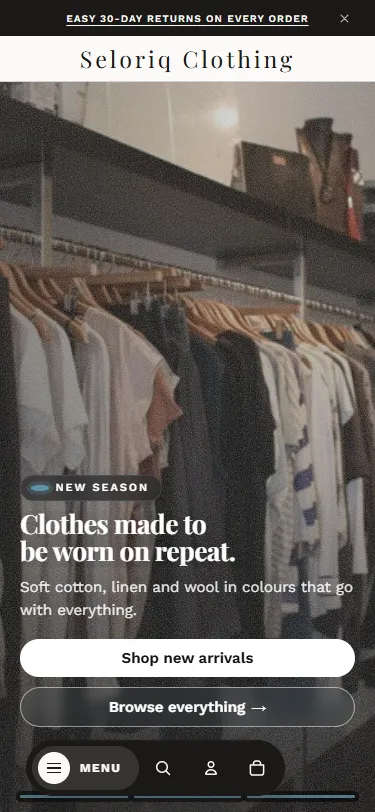 EASY 30-DAY RETURNS ON EVERY ORDER
Seloriq Clothing
NEW SEASON
Clothes made to
be worn on repeat.
Soft cotton, linen and wool in colours that go
with everything.
Shop new arrivals
Browse everything →
MENU